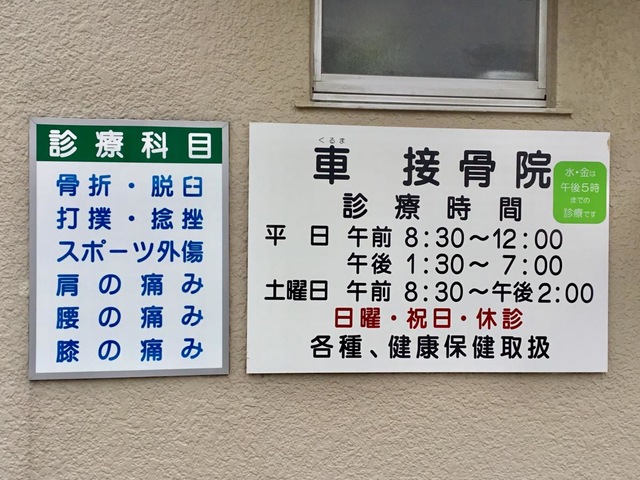 診療科目
骨折・脱臼
打撲・捻挫
スポーツ外傷
肩の痛み
腰の痛み
膝の痛み
くるま
車 接骨院
水・金は
午後5時
までの
診療です
診療時間
平日 午前 8:30〜12:00
午後 1:30〜7:00
土曜日 午前 8:30〜午後2:00
日曜・祝日・休診
各種、健康保健取扱